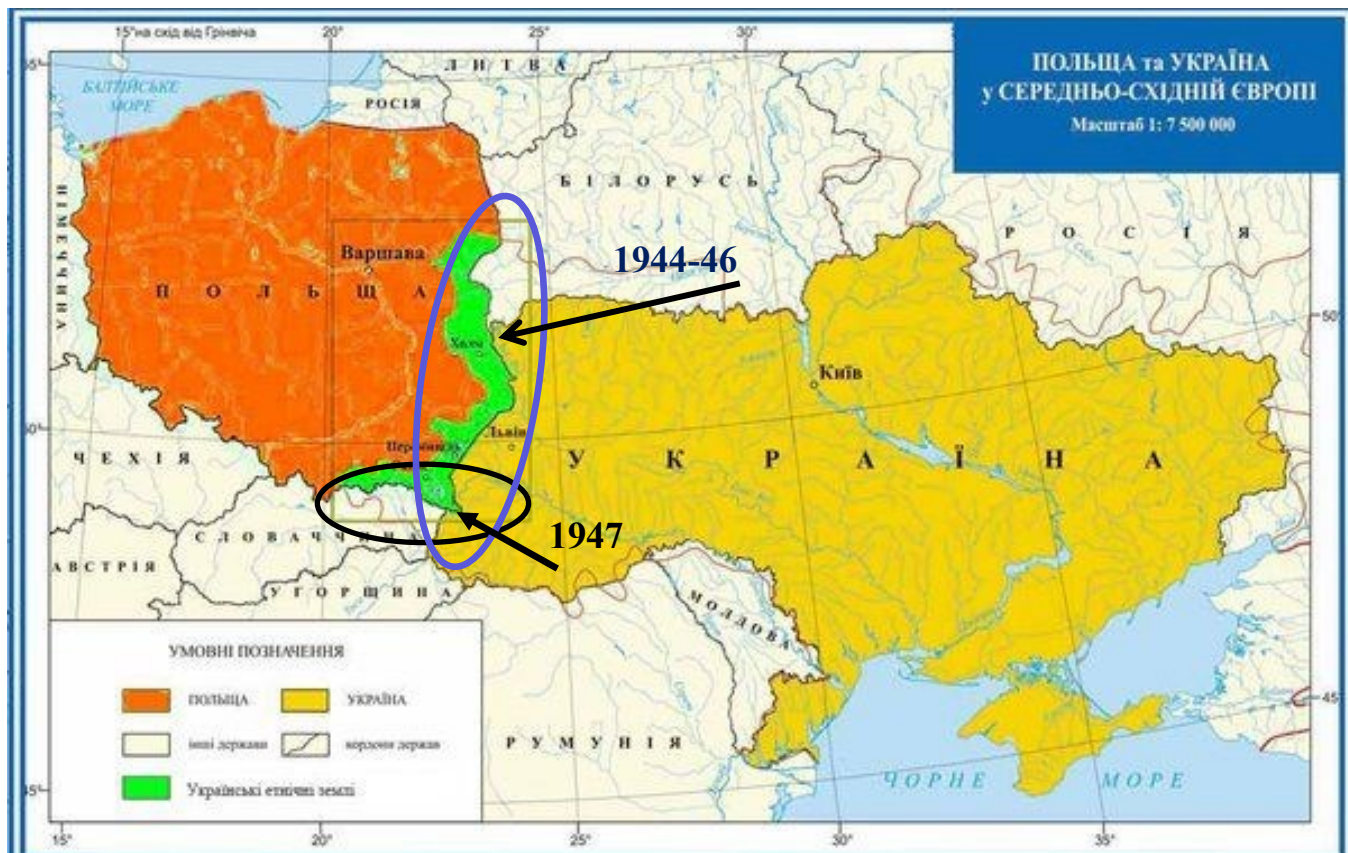 15°на схід від Грінвіча
20°
25°
30°
35°
ПОЛЬЩА та УКРАЇНА
у СЕРЕДНЬО-СХІДНІЙ ЄВРОПІ
Масштаб 1: 7 500 000
БАЛТІЙСЬКЕ
МОРЕ
ЛИТВА
РОСІЯ
БІЛОРУСЬ
РОСІЯ
НІМЕЧЧИНА
Варшава
1944-46
ПОЛЬЩА
50°
Холм
Київ
Перемишль
Львів
УКРАЇНА
ЧЕХІЯ
1947
СЛОВАЧЧИНА
АВСТРІЯ
УГОРЩИНА
МОЛДОВА
УМОВНІ ПОЗНАЧЕННЯ
ПОЛЬЩА
УКРАЇНА
інші держави
кордони держав
Українські етнічні землі
РУМУНІЯ
45°
ЧОРНЕ МОРЕ
15°
20°
25°
30°
35°